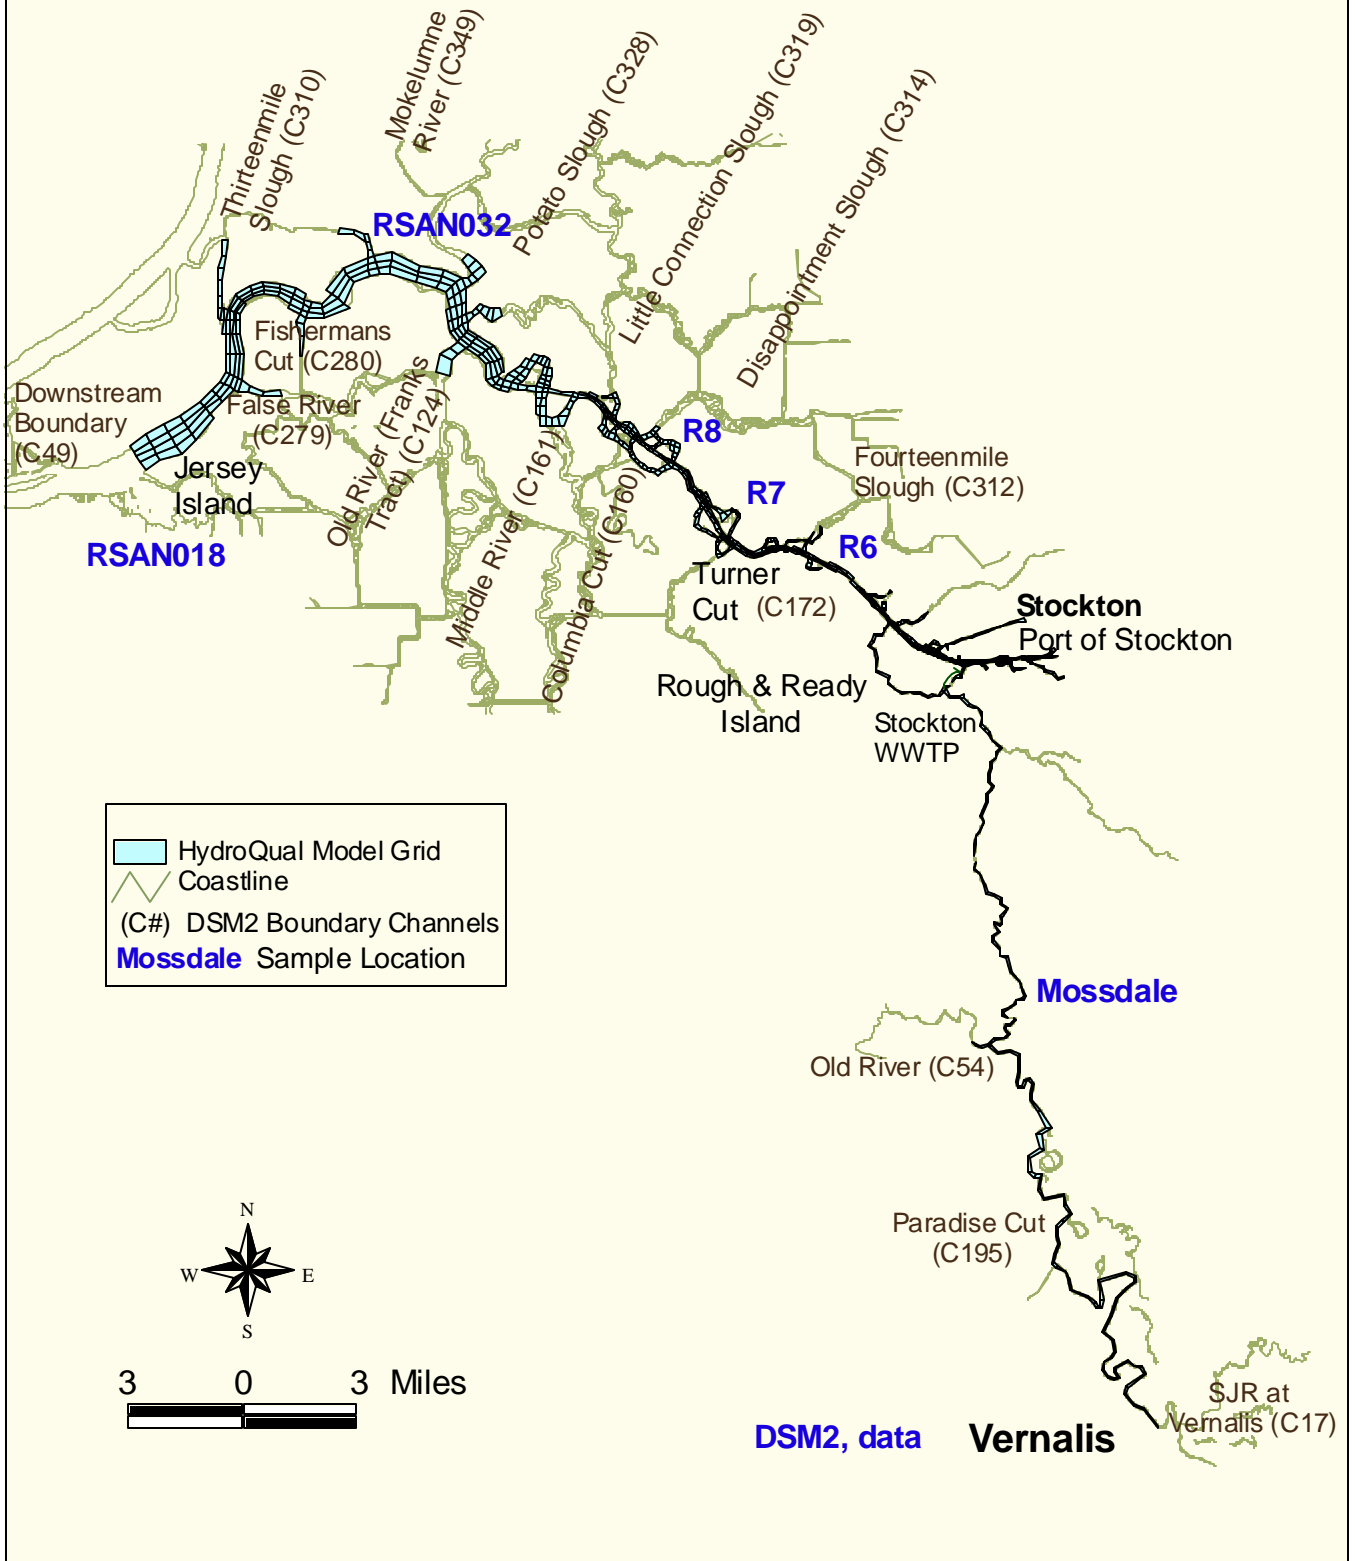 Thirteenmile
Slough (C310)
Mokelumne
River (C349)
Potato Slough (C328)
Little Connection Slough (C319)
Disappointment Slough (C314)
RSAN032
Fishermans
Cut (C280)
Downstream
Boundary
(C49)
False River
(C279)
Old River (Franks
Tract) (C124)
Jersey
Island
RSAN018
Middle River (C161)
Columbia Cut ((C160)
R8
R7
R6
Fourteenmile
Slough (C312)
Turner
Cut (C172)
Stockton
Port of Stockton
Rough & Ready
Island
Stockton
WWTP
HydroQual Model Grid
Coastline
(C#) DSM2 Boundary Channels
Mossdale Sample Location
Mossdale
Old River (C54)
Paradise Cut
(C195)
N
W E
S
3 0 3 Miles
SJR at
Vernalis (C17)
DSM2, data Vernalis